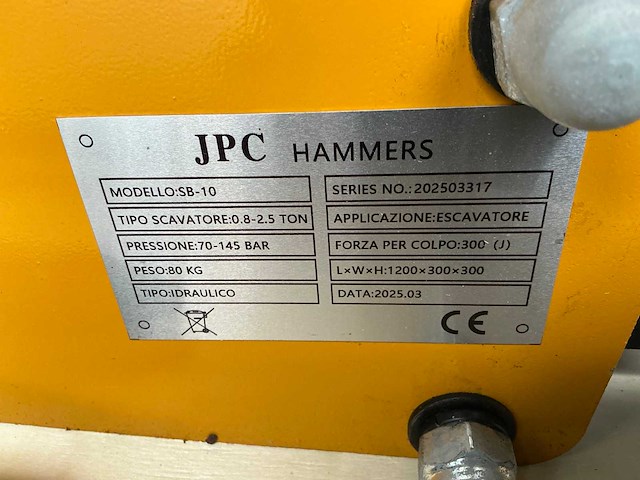 JPC HAMMERS
MODELLO:SB-10 SERIES NO.:202503317
TIPO SCAVATORE:0.8-2.5 TON APPLICAZIONE:ESCAVATORE
PRESSIONE:70-145 BAR FORZA PER COLPO:300 (J)
PESO:80 KG L×W×H:1200×300×300
TIPO:IDRAULICO DATA:2025.03
CE